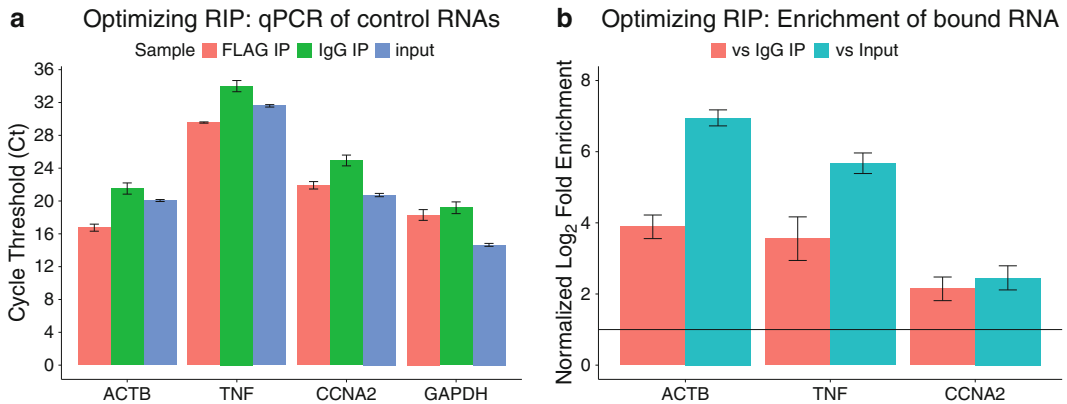 a Optimizing RIP: qPCR of control RNAs
Sample FLAG IP IgG IP input
Cycle Threshold (Ct)
36
32
28
24
20
16
12
8
4
0
ACTB TNF CCNA2 GAPDH
b Optimizing RIP: Enrichment of bound RNA
vs IgG IP vs Input
Normalized Log₂ Fold Enrichment
8
6
4
2
0
ACTB TNF CCNA2